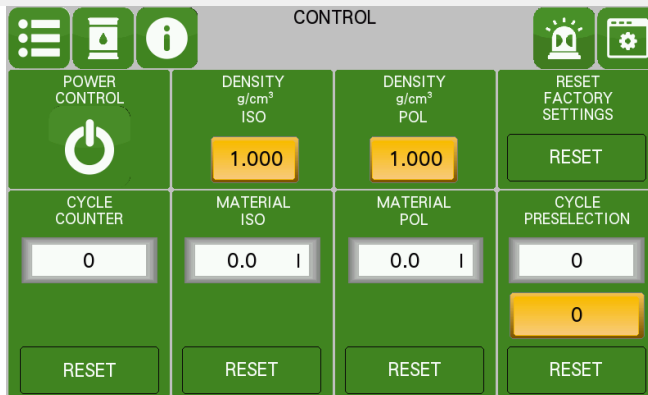 CONTROL
POWER
CONTROL
DENSITY
g/cm³
ISO
1.000
DENSITY
g/cm³
POL
1.000
RESET
FACTORY
SETTINGS
RESET
CYCLE
COUNTER
0
RESET
MATERIAL
ISO
0.0 l
RESET
MATERIAL
POL
0.0 l
RESET
CYCLE
PRESELECTION
0
0
RESET